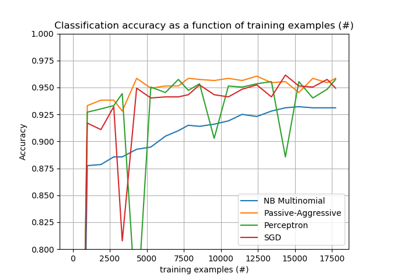 Classification accuracy as a function of training examples (#)
1.000
0.975
0.950
0.925
0.900
0.875
0.850
0.825
0.800
Accuracy
NB Multinomial
Passive-Aggressive
Perceptron
SGD
0 2500 5000 7500 10000 12500 15000 17500
training examples (#)